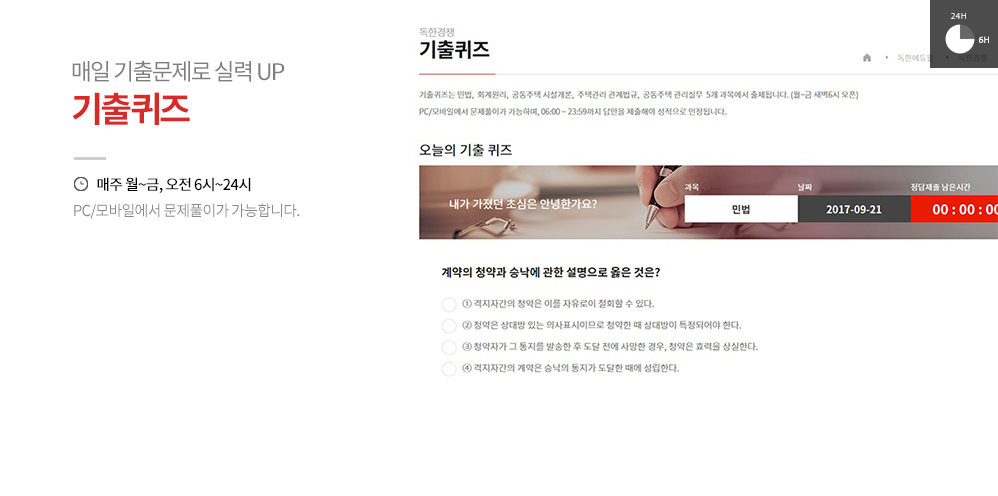 매일 기출문제로 실력 UP
기출퀴즈
매주 월~금, 오전 6시~24시
PC/모바일에서 문제풀이가 가능합니다.
24H
6H
독한경쟁
기출퀴즈
독한에듀
기출퀴즈는 민법, 회계원리, 공동주택 시설개론, 주택관리 관계법규, 공동주택 관리실무 5개 과목에서 출제됩니다. (월~금 새벽6시 오픈)
PC/모바일에서 문제풀이가 가능하며, 06:00 ~ 23:59까지 답안을 제출해야 성적으로 인정됩니다.
오늘의 기출 퀴즈
내가 가졌던 초심은 안녕한가요?
과목
날짜
정답제출 남은시간
민법
2017-09-21
00 : 00 : 00
계약의 청약과 승낙에 관한 설명으로 옳은 것은?
① 격지자간의 청약은 이를 자유로이 철회할 수 있다.
② 청약은 상대방 있는 의사표시이므로 청약한 때 상대방이 특정되어야 한다.
③ 청약자가 그 통지를 발송한 후 도달 전에 사망한 경우, 청약은 효력을 상실한다.
④ 격지자간의 계약은 승낙의 통지가 도달한 때에 성립한다.